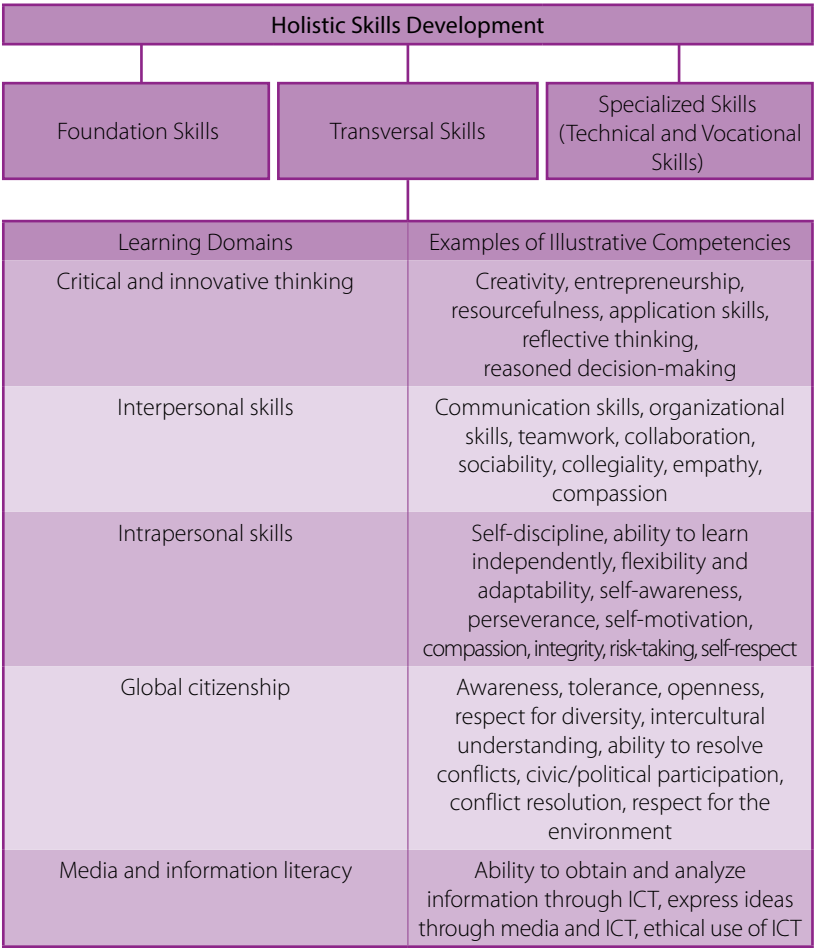 Holistic Skills Development
Foundation Skills
Transversal Skills
Specialized Skills
(Technical and Vocational
Skills)
Learning Domains
Examples of Illustrative Competencies
Critical and innovative thinking
Creativity, entrepreneurship,
resourcefulness, application skills,
reflective thinking,
reasoned decision-making
Interpersonal skills
Communication skills, organizational
skills, teamwork, collaboration,
sociability, collegiality, empathy,
compassion
Intrapersonal skills
Self-discipline, ability to learn
independently, flexibility and
adaptability, self-awareness,
perseverance, self-motivation,
compassion, integrity, risk-taking, self-respect
Global citizenship
Awareness, tolerance, openness,
respect for diversity, intercultural
understanding, ability to resolve
conflicts, civic/political participation,
conflict resolution, respect for the
environment
Media and information literacy
Ability to obtain and analyze
information through ICT, express ideas
through media and ICT, ethical use of ICT